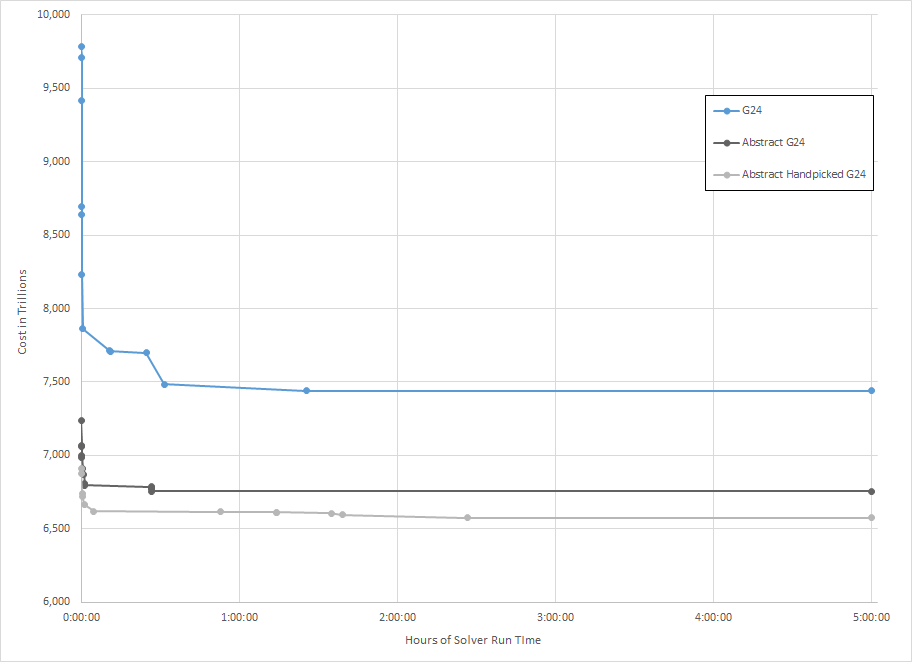 10,000
9,500
9,000
8,500
8,000
7,500
7,000
6,500
6,000
Cost in Trillions
G24
Abstract G24
Abstract Handpicked G24
0:00:00 1:00:00 2:00:00 3:00:00 4:00:00 5:00:00
Hours of Solver Run TIme